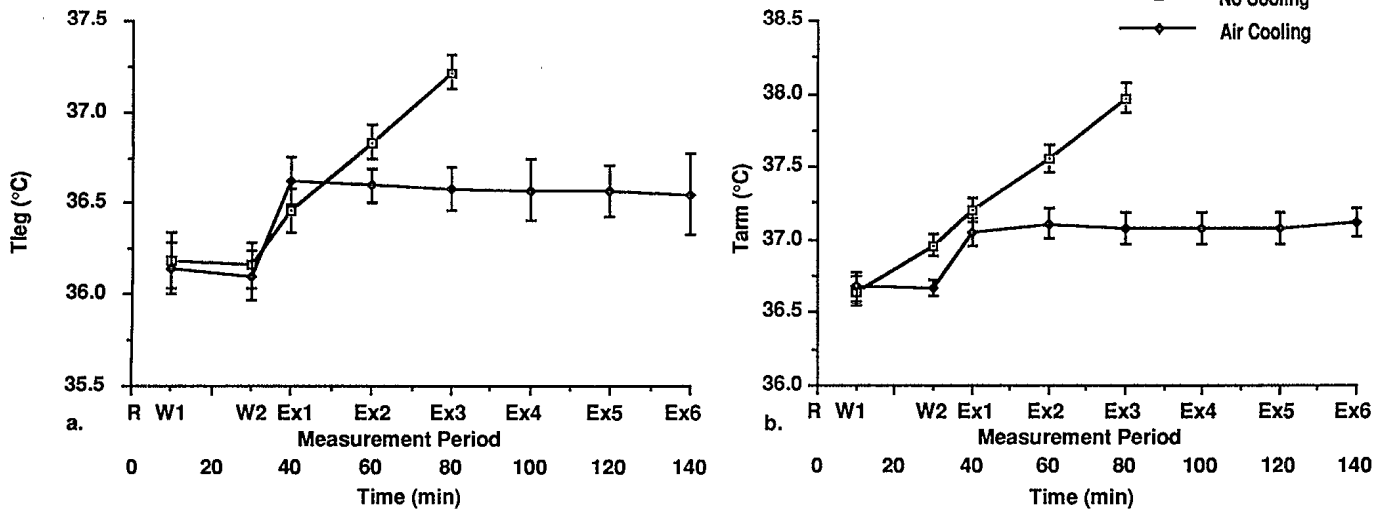 No Cooling
Air Cooling
37.5
37.0
36.5
36.0
35.5
Tleg (°C)
R W1 W2 Ex1 Ex2 Ex3 Ex4 Ex5 Ex6
a.
Measurement Period
0 20 40 60 80 100 120 140
Time (min)
38.5
38.0
37.5
37.0
36.5
36.0
Tarm (°C)
R W1 W2 Ex1 Ex2 Ex3 Ex4 Ex5 Ex6
b.
Measurement Period
0 20 40 60 80 100 120 140
Time (min)